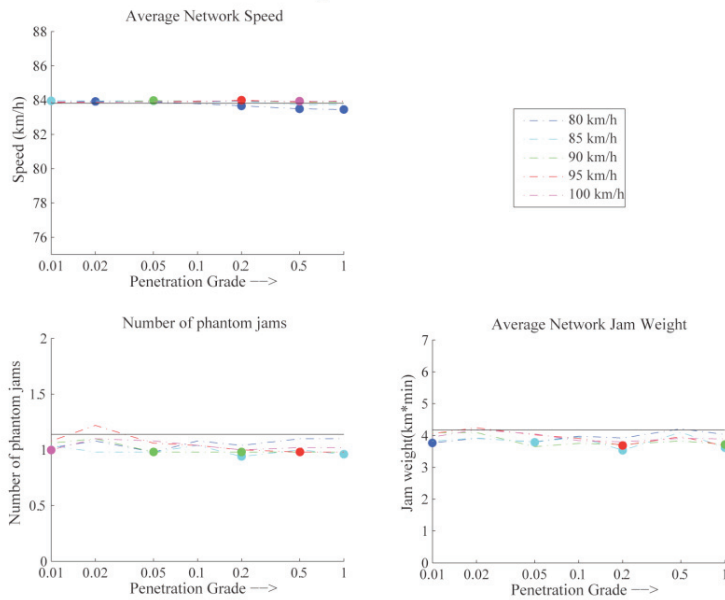 Average Network Speed
88
86
84
82
80
78
76
Speed (km/h)
0.01 0.02 0.05 0.1 0.2 0.5 1
Penetration Grade —–>
80 km/h
85 km/h
90 km/h
95 km/h
100 km/h
Number of phantom jams
2
1.5
1
0.5
0
Number of phantom jams
0.01 0.02 0.05 0.1 0.2 0.5 1
Penetration Grade —–>
Average Network Jam Weight
7
6
5
4
3
2
1
0
Jam weight(km*min)
0.01 0.02 0.05 0.1 0.2 0.5 1
Penetration Grade —–>